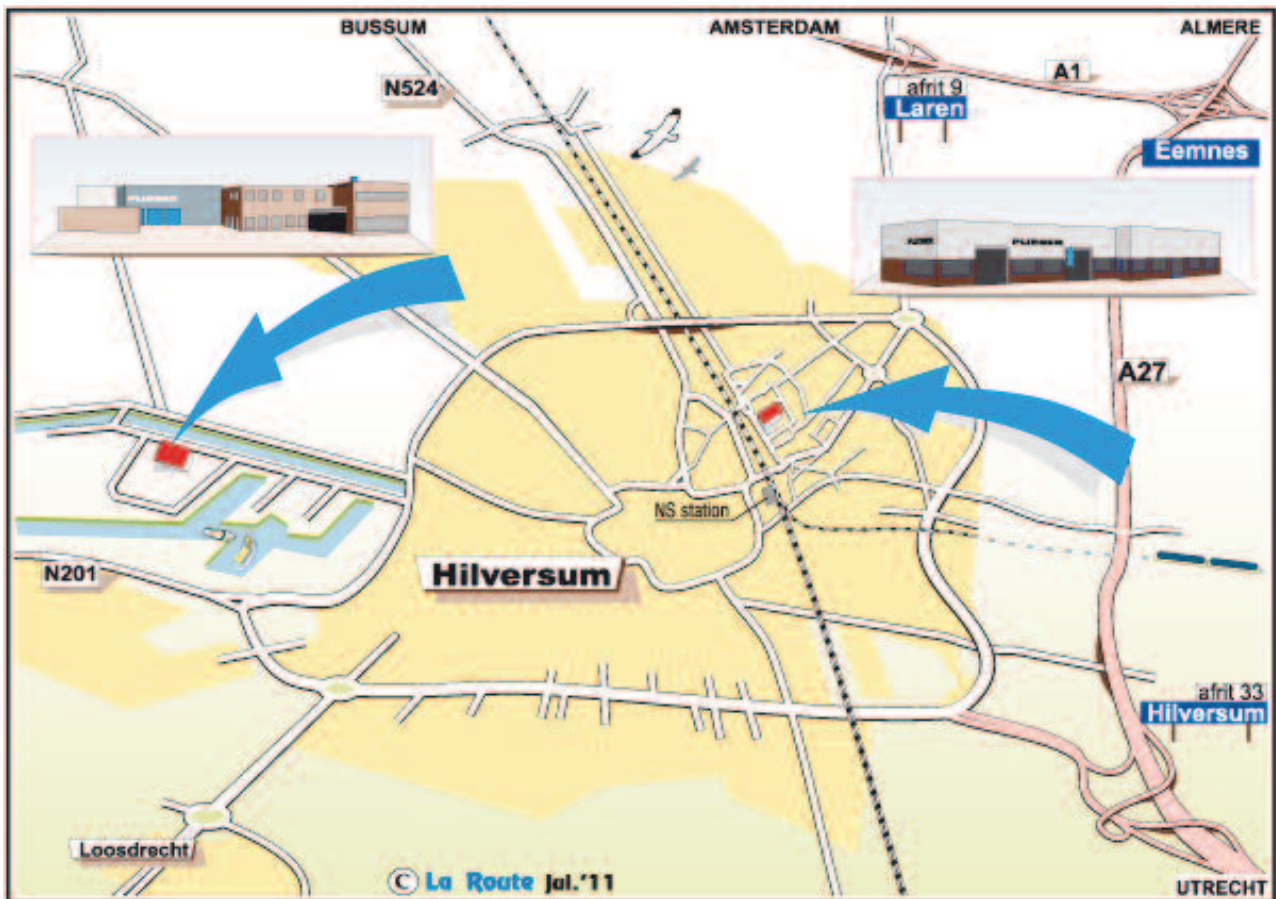 BUSSUM
AMSTERDAM
ALMERE
A1
N524
afrit 9
Laren
Eemnes
A27
NS station
N201
Hilversum
afrit 33
Hilversum
Loosdrecht
C La Route jul.'11
UTRECHT